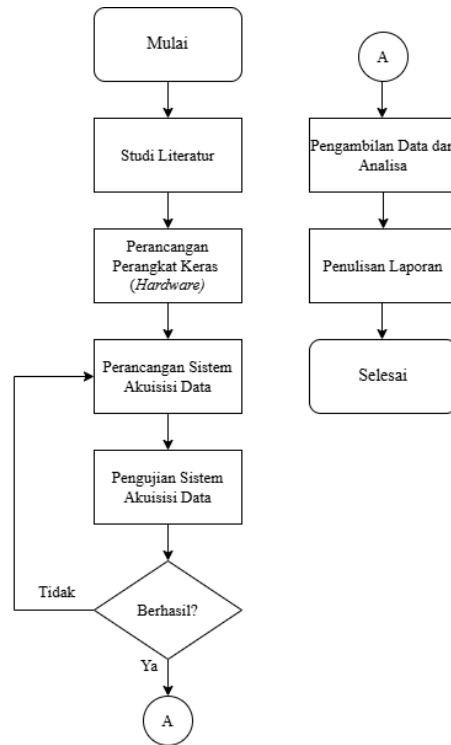 Mulai
Studi Literatur
Perancangan
Perangkat Keras
(Hardware)
Perancangan Sistem
Akuisisi Data
Pengujian Sistem
Akuisisi Data
Tidak
Berhasil?
Ya
A
A
Pengambilan Data dan
Analisa
Penulisan Laporan
Selesai